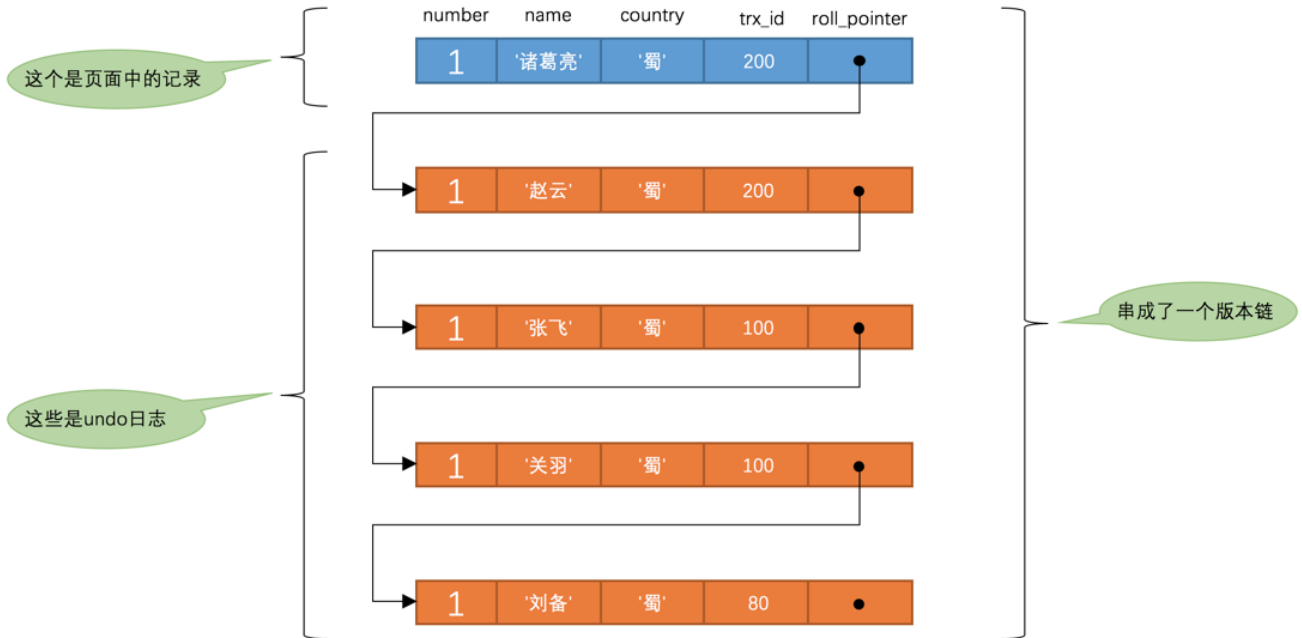 number name country trx_id roll_pointer
1 '诸葛亮' '蜀' 200
这个是页面中的记录
1 '赵云' '蜀' 200
1 '张飞' '蜀' 100
串成了一个版本链
这些是undo日志
1 '关羽' '蜀' 100
1 '刘备' '蜀' 80